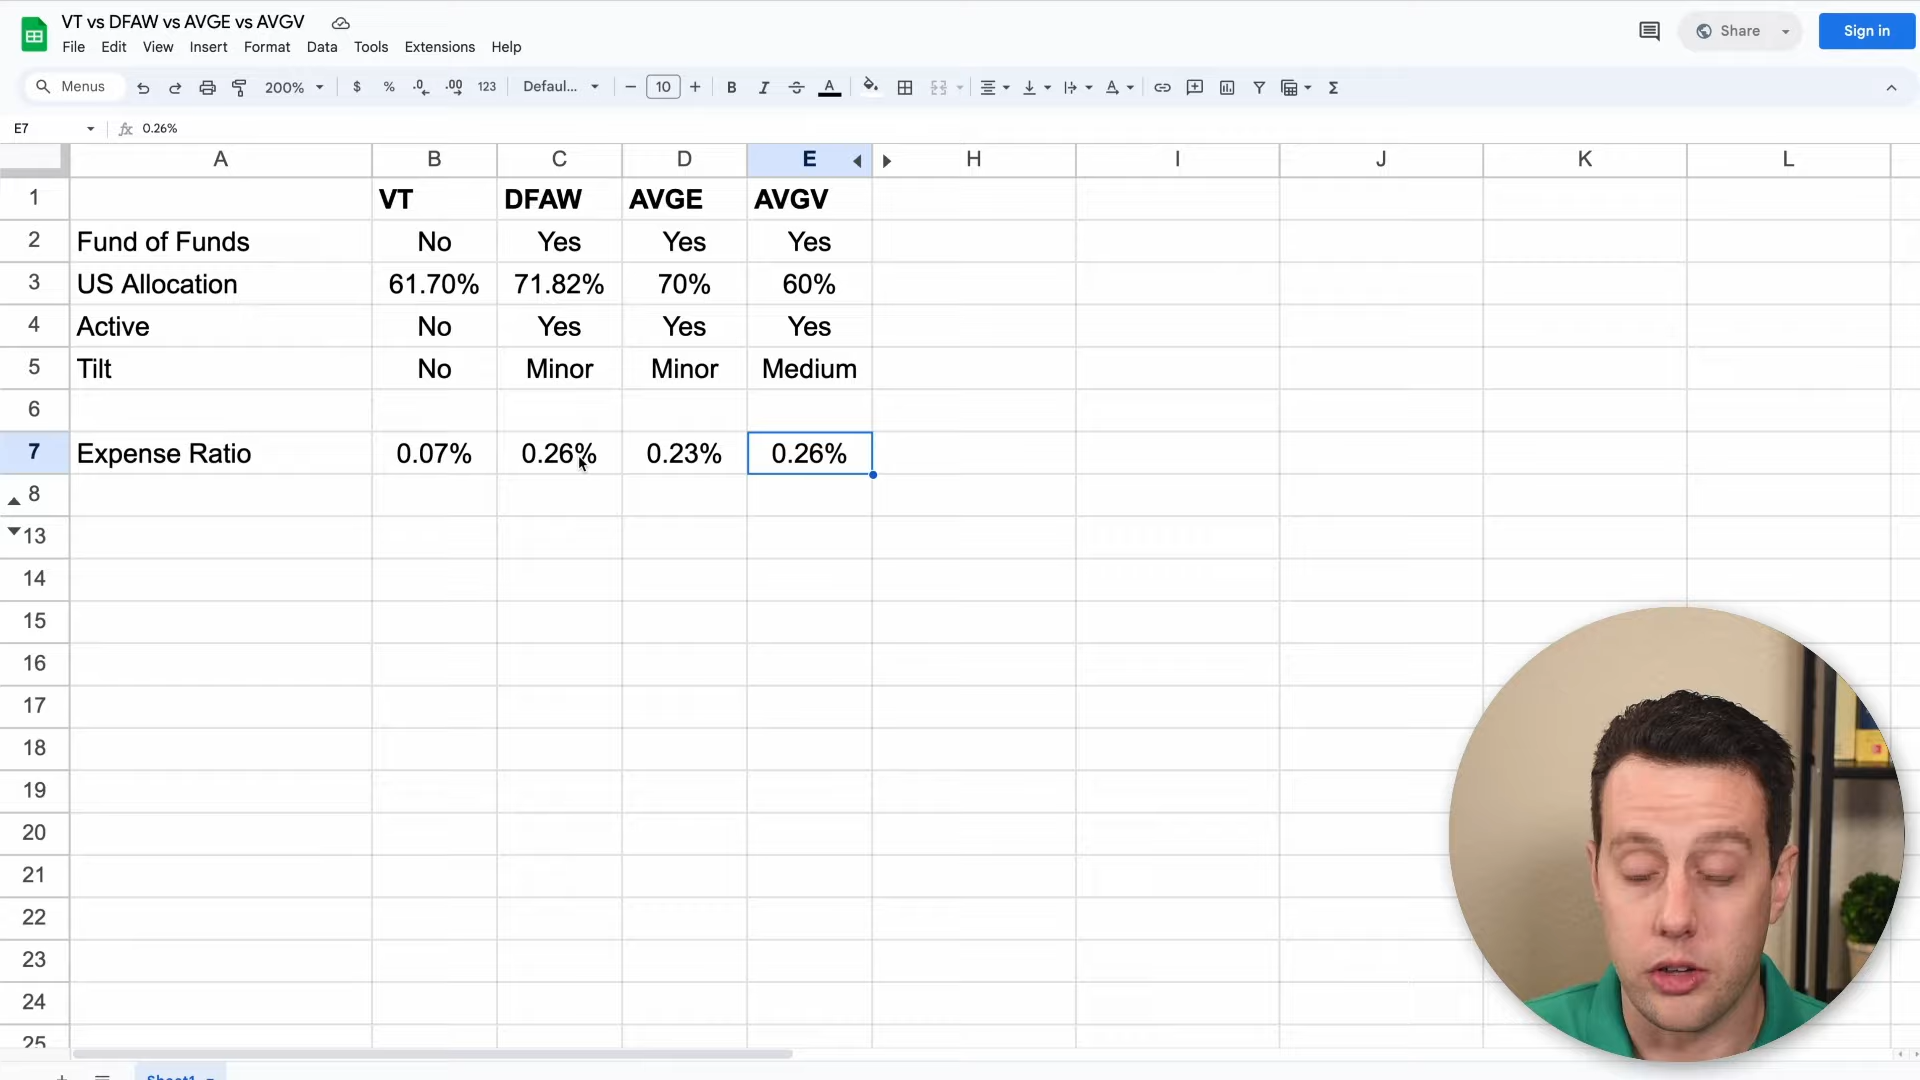 VT vs DFAW vs AVGE vs AVGV
File Edit View Insert Format Data Tools Extensions Help
Share
Sign in
Menus 200% $ % .0 .00 123 Defaul... 10 B I A
E7 fx 0.26%
A B C D E H I J K L
1 VT DFAW AVGE AVGV
2 Fund of Funds No Yes Yes Yes
3 US Allocation 61.70% 71.82% 70% 60%
4 Active No Yes Yes Yes
5 Tilt No Minor Minor Medium
6
7 Expense Ratio 0.07% 0.26% 0.23% 0.26%
8
13
14
15
16
17
18
19
20
21
22
23
24
25
Sheet1